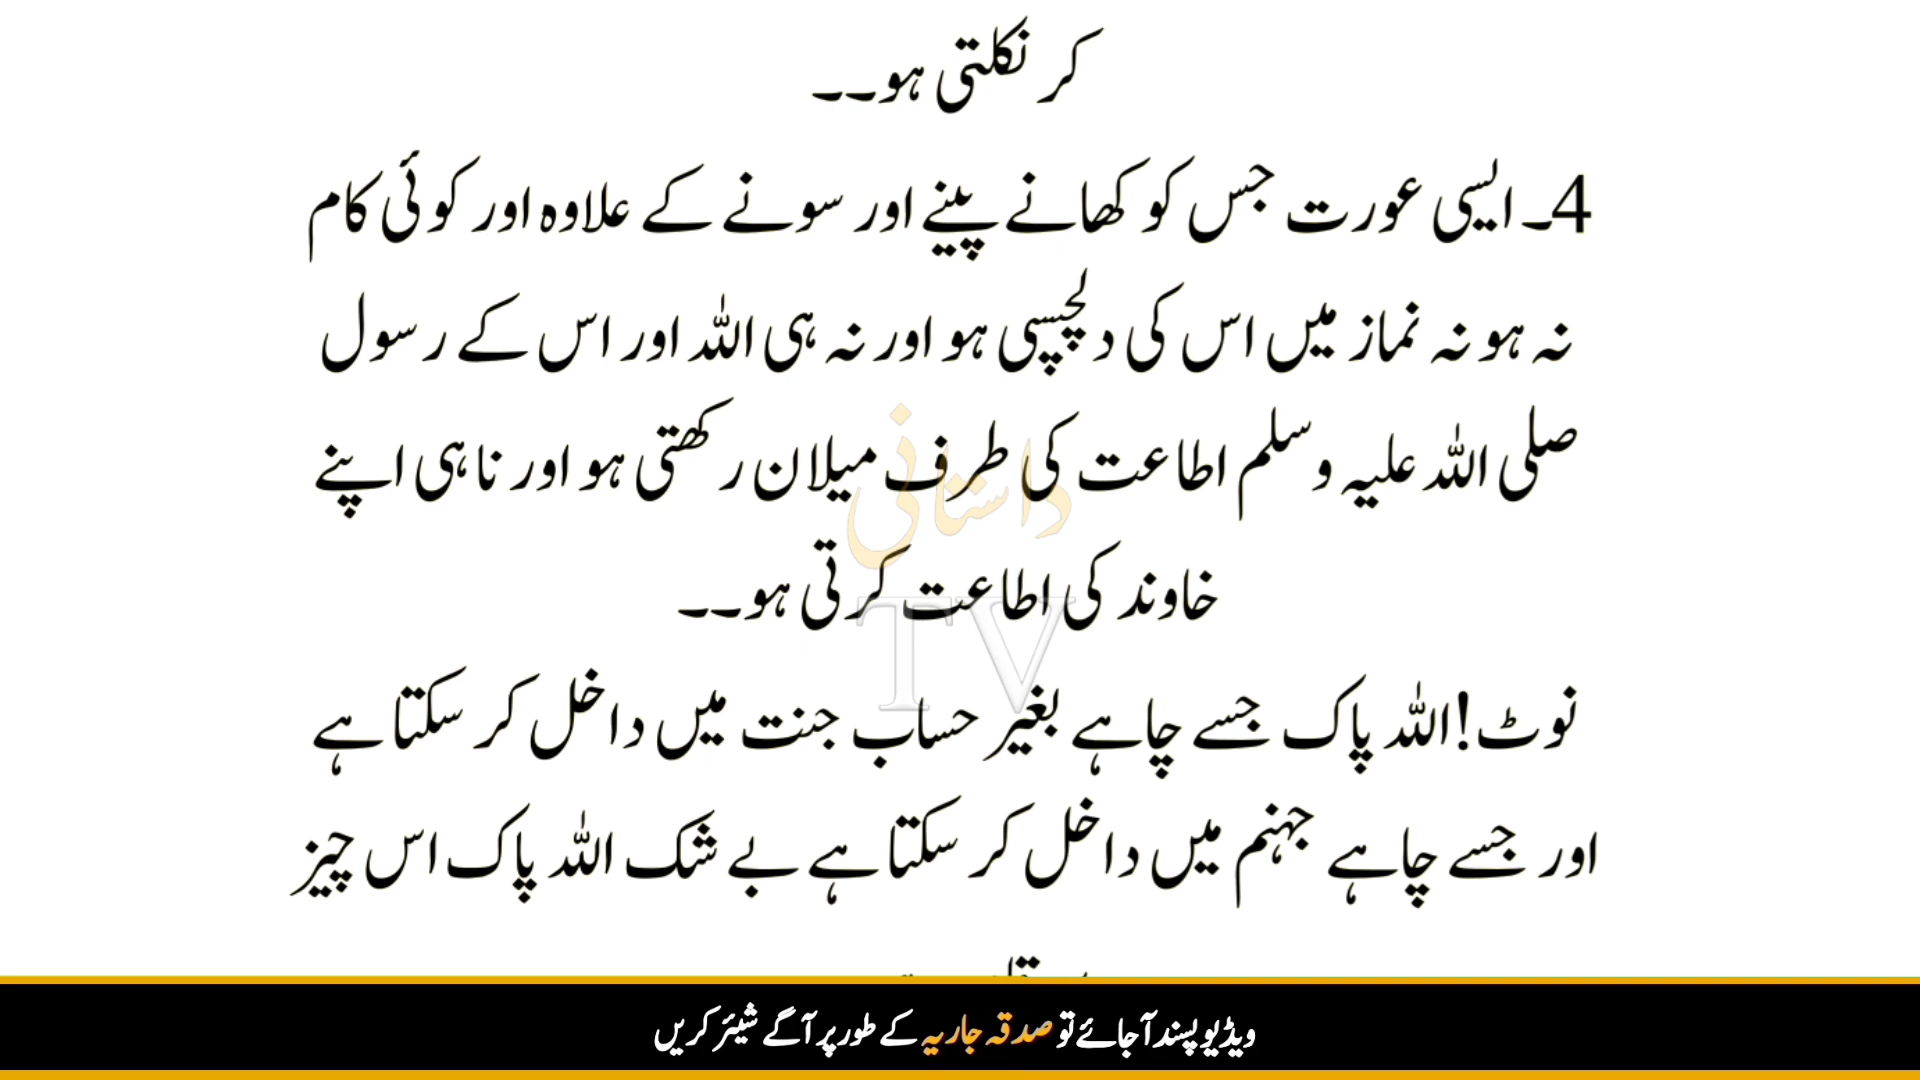 کر نکلتی ہو۔۔
4۔ ایسی عورت جس کو کھانے پینے اور سونے کے علاوہ اور کوئی کام
نہ ہو نہ نماز میں اس کی دلچسپی ہو اور نہ ہی اللہ اور اس کے رسول
صلی اللہ علیہ وسلم اطاعت کی طرف میلان رکھتی ہو اور نا ہی اپنے
داستانی
خاوند کی اطاعت کرتی ہو۔۔
TV
نوٹ! اللہ پاک جسے چاہے بغیر حساب جنت میں داخل کر سکتا ہے
اور جسے چاہے جہنم میں داخل کر سکتا ہے بے شک اللہ پاک اس چیز
ویڈیو پسند آجائے تو صدقہ جاریہ کے طور پر آگے شیئر کریں